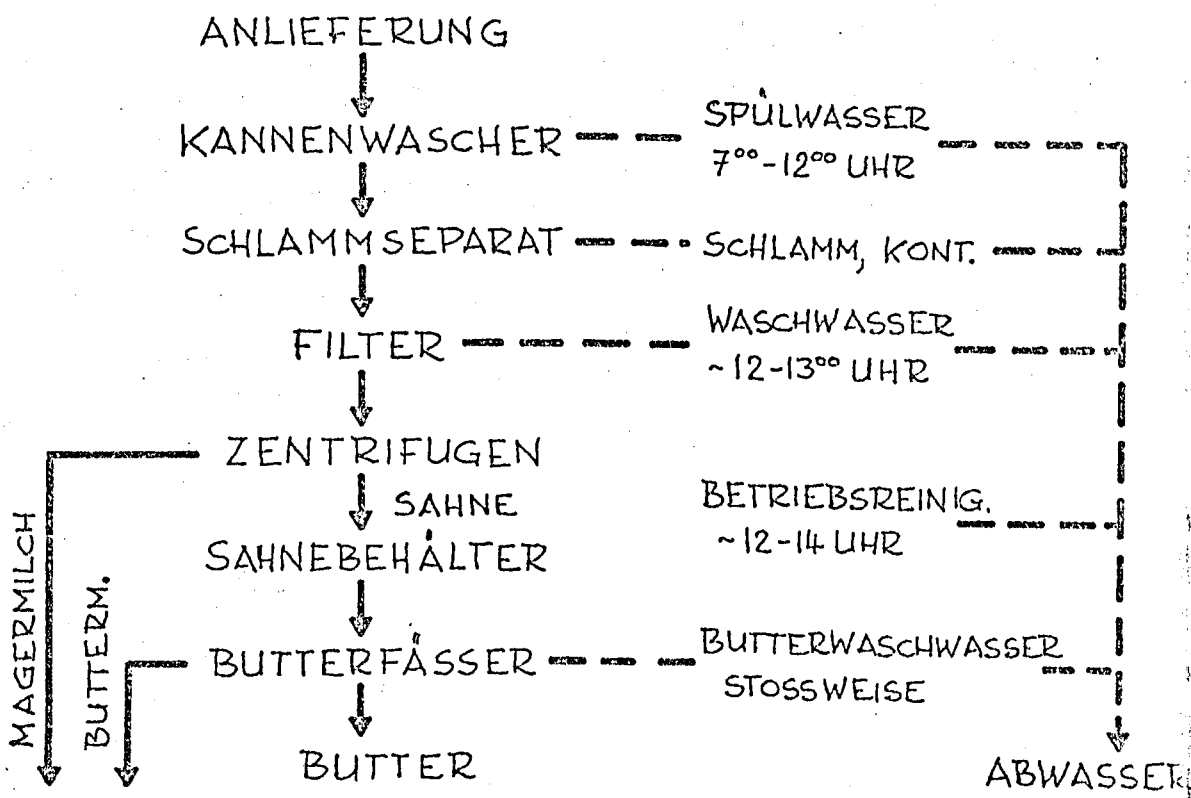 ANLIEFERUNG
KANNENWASCHER
SPÜLWASSER
7⁰⁰-12⁰⁰ UHR
SCHLAMMSEPARAT
SCHLAMM, KONT.
FILTER
WASCHWASSER
~12-13⁰⁰ UHR
ZENTRIFUGEN
SAHNE
BETRIEBSREINIG.
~12-14 UHR
SAHNEBEHÄLTER
MAGERMILCH
BUTTERM.
BUTTERFÄSSER
BUTTERWASCHWASSER
STOSSWEISE
BUTTER
ABWASSER